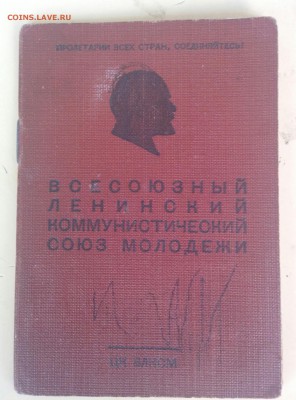 COINS.LAVE.RU
ПРОЛЕТАРИИ ВСЕХ СТРАН, СОЕДИНЯЙТЕСЬ!
ВСЕСОЮЗНЫЙ
ЛЕНИНСКИЙ
КОММУНИСТИЧЕСКИЙ
СОЮЗ МОЛОДЕЖИ
ЦК ВЛКСМ